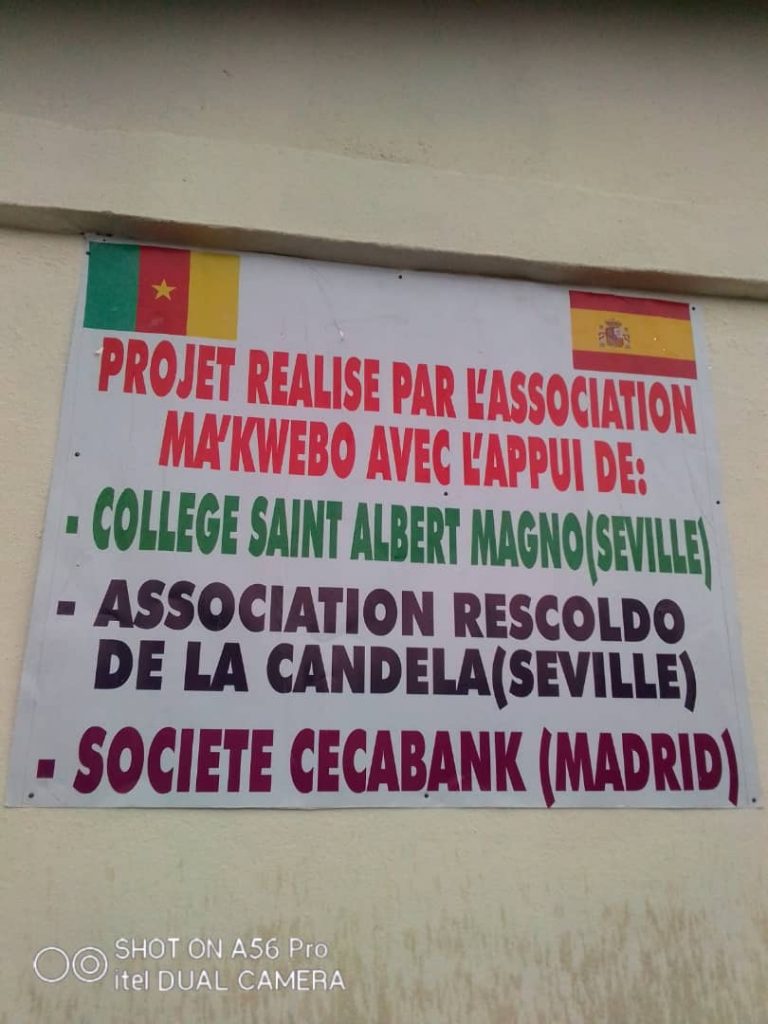 PROJET REALISE PAR L'ASSOCIATION
MA'KWEBO AVEC L'APPUI DE:
- COLLEGE SAINT ALBERT MAGNO(SEVILLE)
- ASSOCIATION RESCOLDO
DE LA CANDELA(SEVILLE)
- SOCIETE CECABANK (MADRID)
SHOT ON A56 Pro
itel DUAL CAMERA